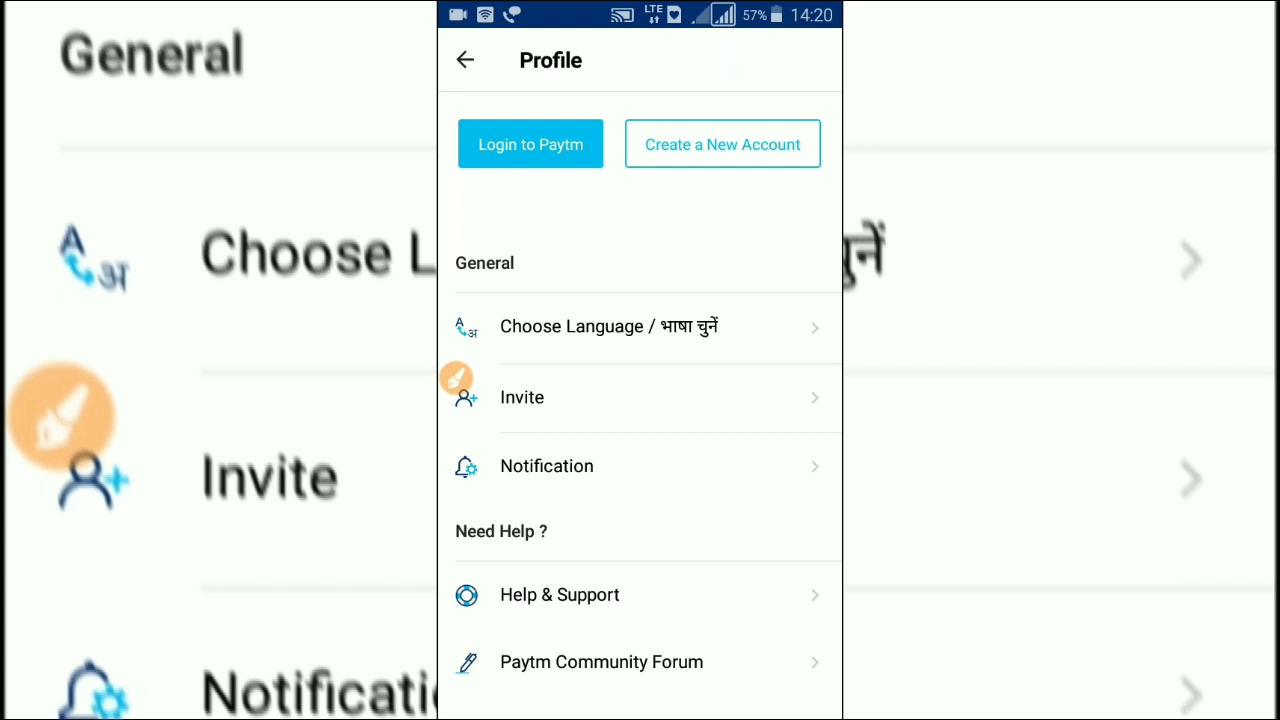 LTE 57% 14:20
Profile
Login to Paytm Create a New Account
General
Choose Language / भाषा चुनें
Invite
Notification
Need Help ?
Help & Support
Paytm Community Forum
General
Choose L
चुनें
Invite
Notificati